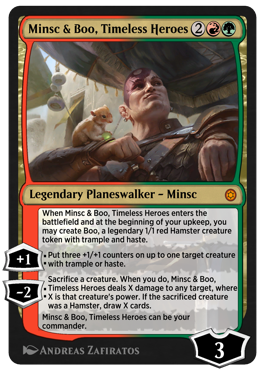 Minsc & Boo, Timeless Heroes 2
Legendary Planeswalker – Minsc
When Minsc & Boo, Timeless Heroes enters the
battlefield and at the beginning of your upkeep, you
may create Boo, a legendary 1/1 red Hamster creature
token with trample and haste.
+1
• Put three +1/+1 counters on up to one target creature
• with trample or haste.
−2
Sacrifice a creature. When you do, Minsc & Boo,
• Timeless Heroes deals X damage to any target, where
• X is that creature's power. If the sacrificed creature
was a Hamster, draw X cards.
Minsc & Boo, Timeless Heroes can be your
commander.
3
Andreas Zafiratos